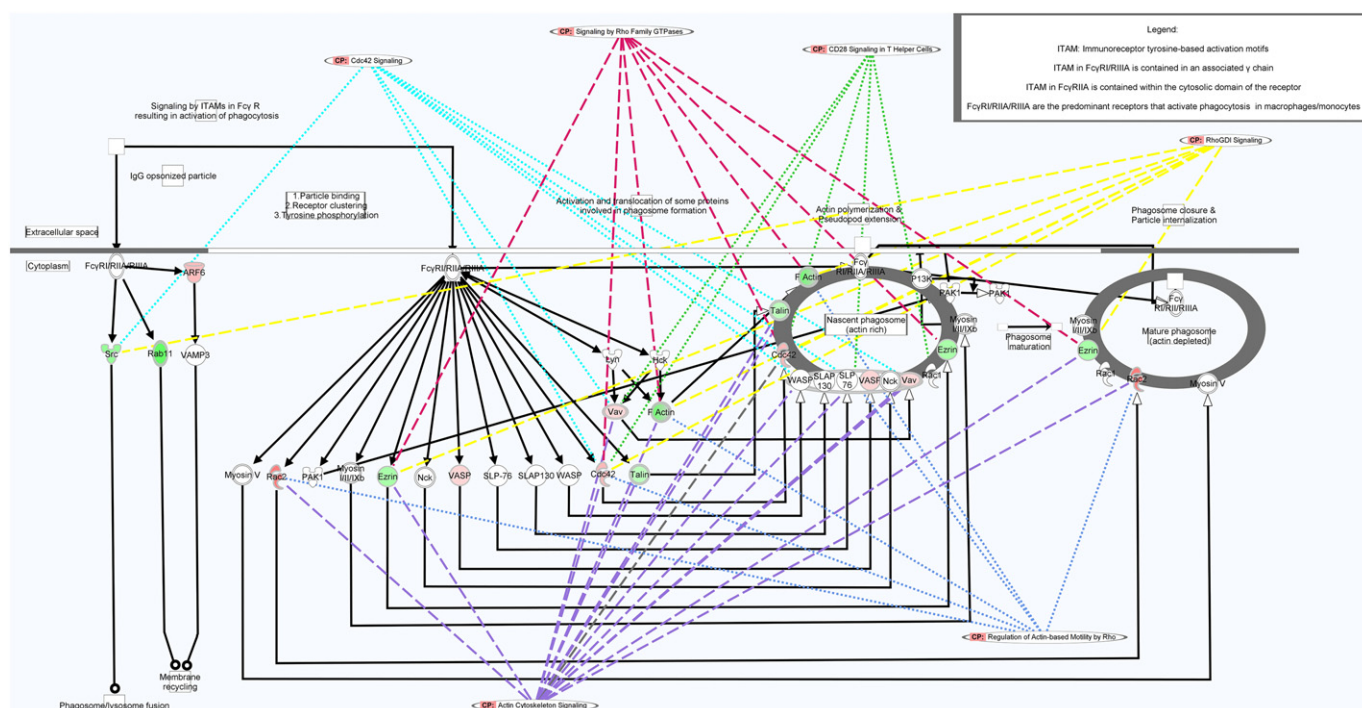 CP: Signaling by Rho Family GTPases
CP: Cdc42 Signaling
CP: CD28 Signaling in T Helper Cells
Legend:
ITAM: Immunoreceptor tyrosine-based activation motifs
ITAM in FcγRI/RIIIA is contained in an associated γ chain
ITAM in FcγRIIA is contained within the cytosolic domain of the receptor
FcγRI/RIIA/RIIIA are the predominant receptors that activate phagocytosis in macrophages/monocytes
Signaling by ITAMs in Fcγ R
resulting in activation of phagocytosis
CP: RhoGDI Signaling
IgG opsonized particle
1.Particle binding
2.Receptor clustering
3.Tyrosine phosphorylation
Activation and translocation of some proteins
involved in phagosome formation
Actin polymerization &
Pseudopod extension
Phagosome closure &
Particle internalization
Extracellular space
Cytoplasm
FcγRI/RIIA/RIIIA
ARF6
FcγRI/RIIA/RIIIA
F Actin
Fcγ
RI/RIIA/RIIIA
P13K
PAK1
PAK1
Fcγ
RI/RII/RIIIA
Talin
Nascent phagosome
(actin rich)
Myosin
I/II/IXb
Phagosome
maturation
Myosin
I/II/IXb
Mature phagosome
(actin depleted)
Src
Rab11
VAMP3
Lyn
Hck
Cdc42
Ezrin
Ezrin
WASP
SLAP
130
SLP
76
VASP
Nck
Vav
Rac1
Rac1
Rac2
Myosin V
Vav
F Actin
Myosin V
Rac2
PAK1
Myosin
I/II/IXb
Ezrin
Nck
VASP
SLP-76
SLAP130
WASP
Cdc42
Talin
CP: Regulation of Actin-based Motility by Rho
Membrane
recycling
Phagosome/lysosome fusion
CP: Actin Cytoskeleton Signaling